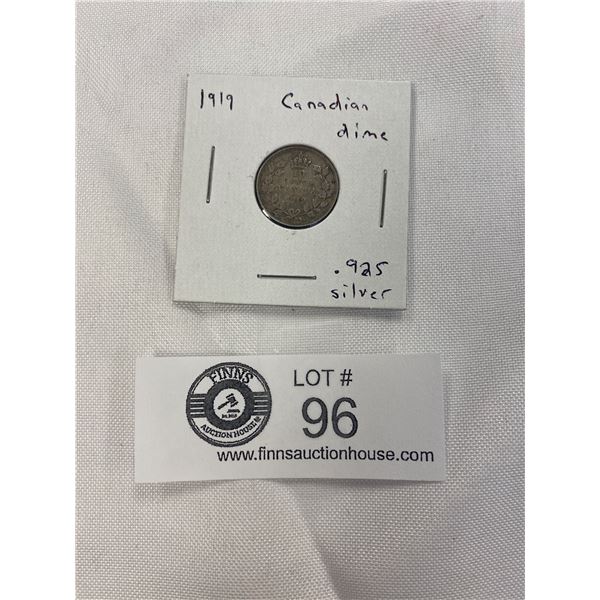 1919 Canadian
dime
.925
silver
FINNS
AUCTION HOUSE
LOT #
96
www.finnsauctionhouse.com